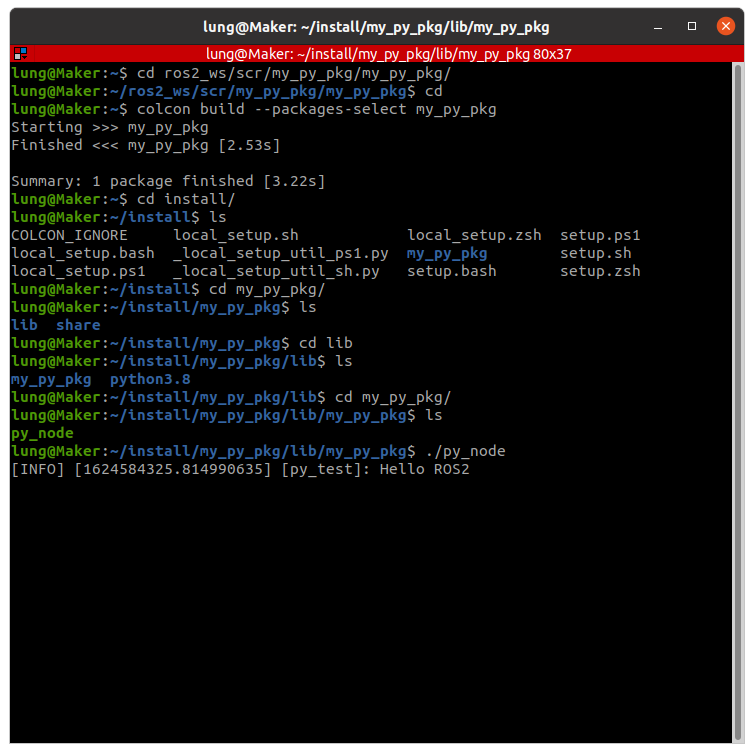 lung@Maker: ~/install/my_py_pkg/lib/my_py_pkg
lung@Maker: ~/install/my_py_pkg/lib/my_py_pkg 80x37
lung@Maker:~$ cd ros2_ws/scr/my_py_pkg/my_py_pkg/
lung@Maker:~/ros2_ws/scr/my_py_pkg/my_py_pkg$ cd
lung@Maker:~$ colcon build --packages-select my_py_pkg
Starting >>> my_py_pkg
Finished <<< my_py_pkg [2.53s]

Summary: 1 package finished [3.22s]
lung@Maker:~$ cd install/
lung@Maker:~/install$ ls
COLCON_IGNORE     local_setup.sh            local_setup.zsh  setup.ps1
local_setup.bash  _local_setup_util_ps1.py  my_py_pkg        setup.sh
local_setup.ps1   _local_setup_util_sh.py   setup.bash       setup.zsh
lung@Maker:~/install$ cd my_py_pkg/
lung@Maker:~/install/my_py_pkg$ ls
lib  share
lung@Maker:~/install/my_py_pkg$ cd lib
lung@Maker:~/install/my_py_pkg/lib$ ls
my_py_pkg  python3.8
lung@Maker:~/install/my_py_pkg/lib$ cd my_py_pkg/
lung@Maker:~/install/my_py_pkg/lib/my_py_pkg$ ls
py_node
lung@Maker:~/install/my_py_pkg/lib/my_py_pkg$ ./py_node
[INFO] [1624584325.814990635] [py_test]: Hello ROS2